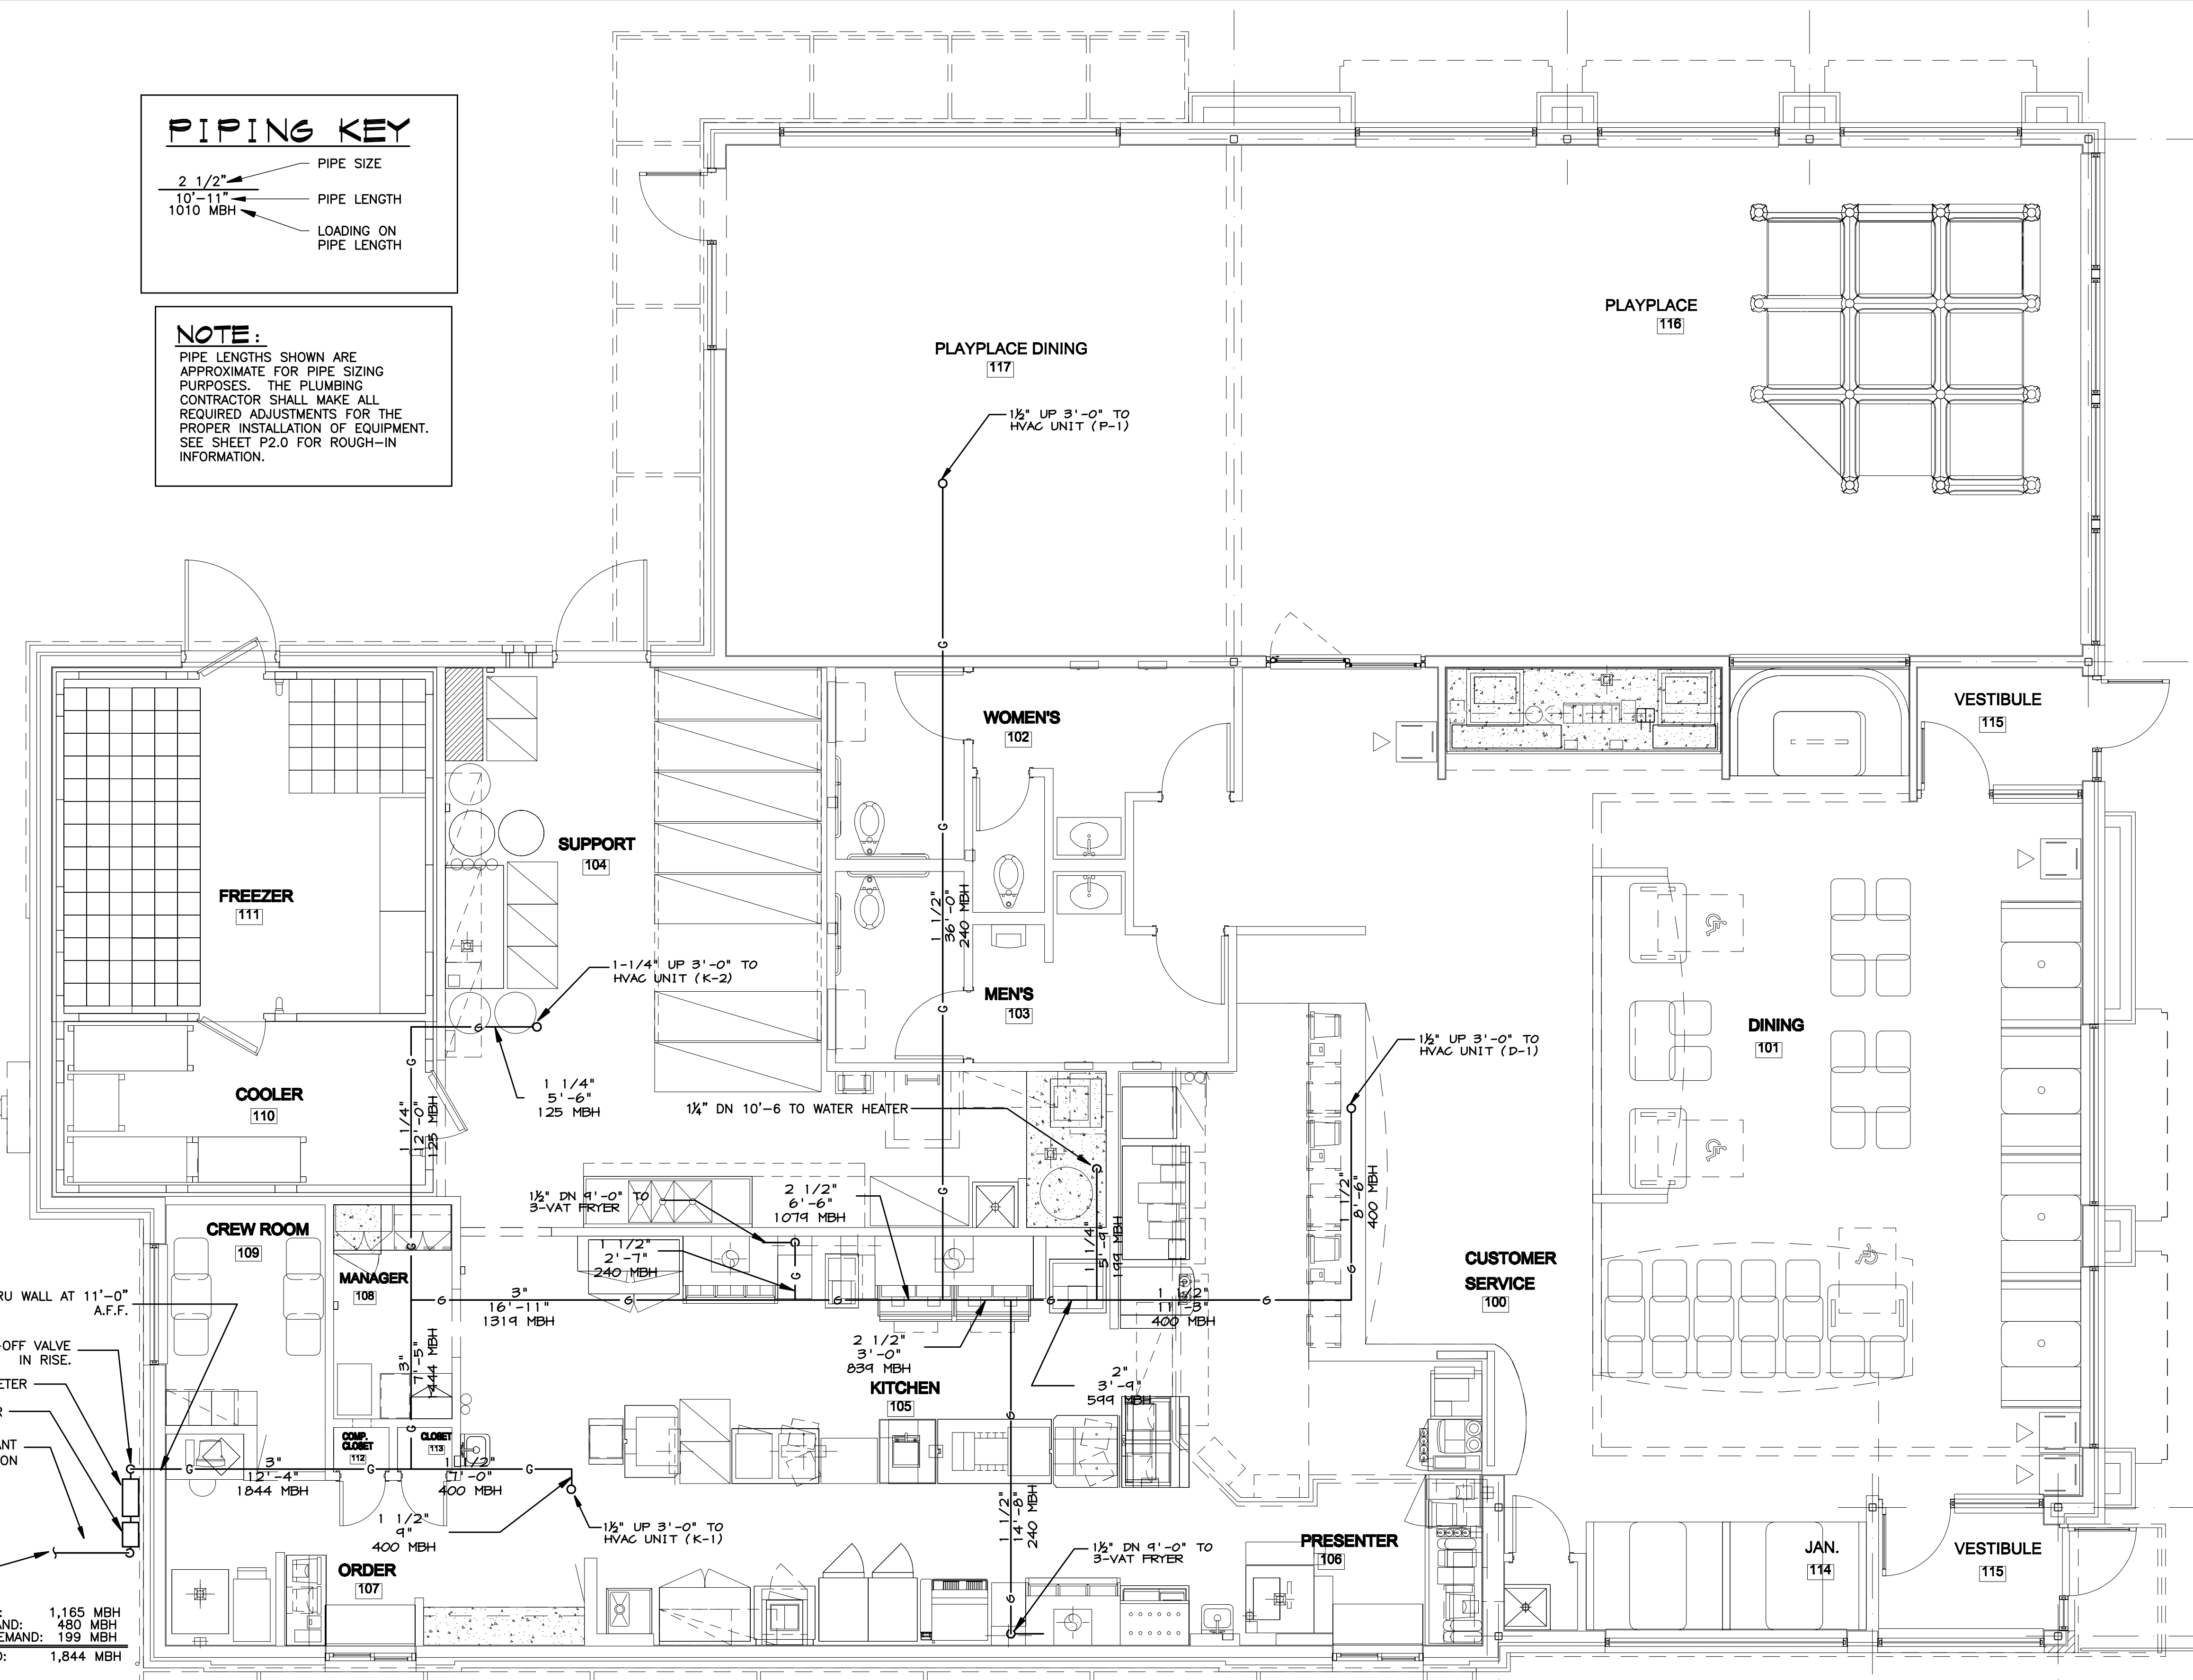 PIPING KEY
PIPE SIZE
2 1/2"
10'-11"
PIPE LENGTH
1010 MBH
LOADING ON
PIPE LENGTH
NOTE:
PIPE LENGTHS SHOWN ARE
APPROXIMATE FOR PIPE SIZING
PURPOSES. THE PLUMBING
CONTRACTOR SHALL MAKE ALL
REQUIRED ADJUSTMENTS FOR THE
PROPER INSTALLATION OF EQUIPMENT.
SEE SHEET P2.0 FOR ROUGH-IN
INFORMATION.
PLAYPLACE
116
PLAYPLACE DINING
117
1½" UP 3'-0" TO
HVAC UNIT (P-1)
G
WOMEN'S
102
VESTIBULE
115
SUPPORT
104
G
FREEZER
111
1 1/2"
36'-0"
240 MBH
1-1/4" UP 3'-0" TO
HVAC UNIT (K-2)
MEN'S
103
G
G
DINING
101
1½" UP 3'-0" TO
HVAC UNIT (D-1)
G
COOLER
110
1 1/4"
12'-0"
125 MBH
1 1/4"
5'-6"
125 MBH
1¼" DN 10'-6 TO WATER HEATER
1 1/2"
8'-6"
400 MBH
1½" DN 9'-0" TO
3-VAT FRYER
2 1/2"
6'-6"
1079 MBH
G
CREW ROOM
109
G
1 1/2"
2'-7"
240 MBH
G
1 1/4"
5'-9"
199 MBH
CUSTOMER
SERVICE
100
MANAGER
108
G
RU WALL AT 11'-0"
A.F.F.
G
3"
16'-11"
1319 MBH
G
G
G
1 1/2"
11'-3"
400 MBH
G
-OFF VALVE
IN RISE.
3"
7'-5"
1444 MBH
2 1/2"
3'-0"
839 MBH
2"
3'-9"
599 MBH
ETER
KITCHEN
105
R
G
G
COMP.
CLOSET
112
CLOSET
113
ANT
ON
G
3"
12'-4"
1844 MBH
G
1 1/2"
7'-0"
400 MBH
G
1 1/2"
9"
400 MBH
1½" UP 3'-0" TO
HVAC UNIT (K-1)
1 1/2"
14'-8"
240 MBH
1½" DN 9'-0" TO
3-VAT FRYER
G
PRESENTER
106
JAN.
114
VESTIBULE
115
ORDER
107
: 1,165 MBH
AND: 480 MBH
EMAND: 199 MBH
D: 1,844 MBH